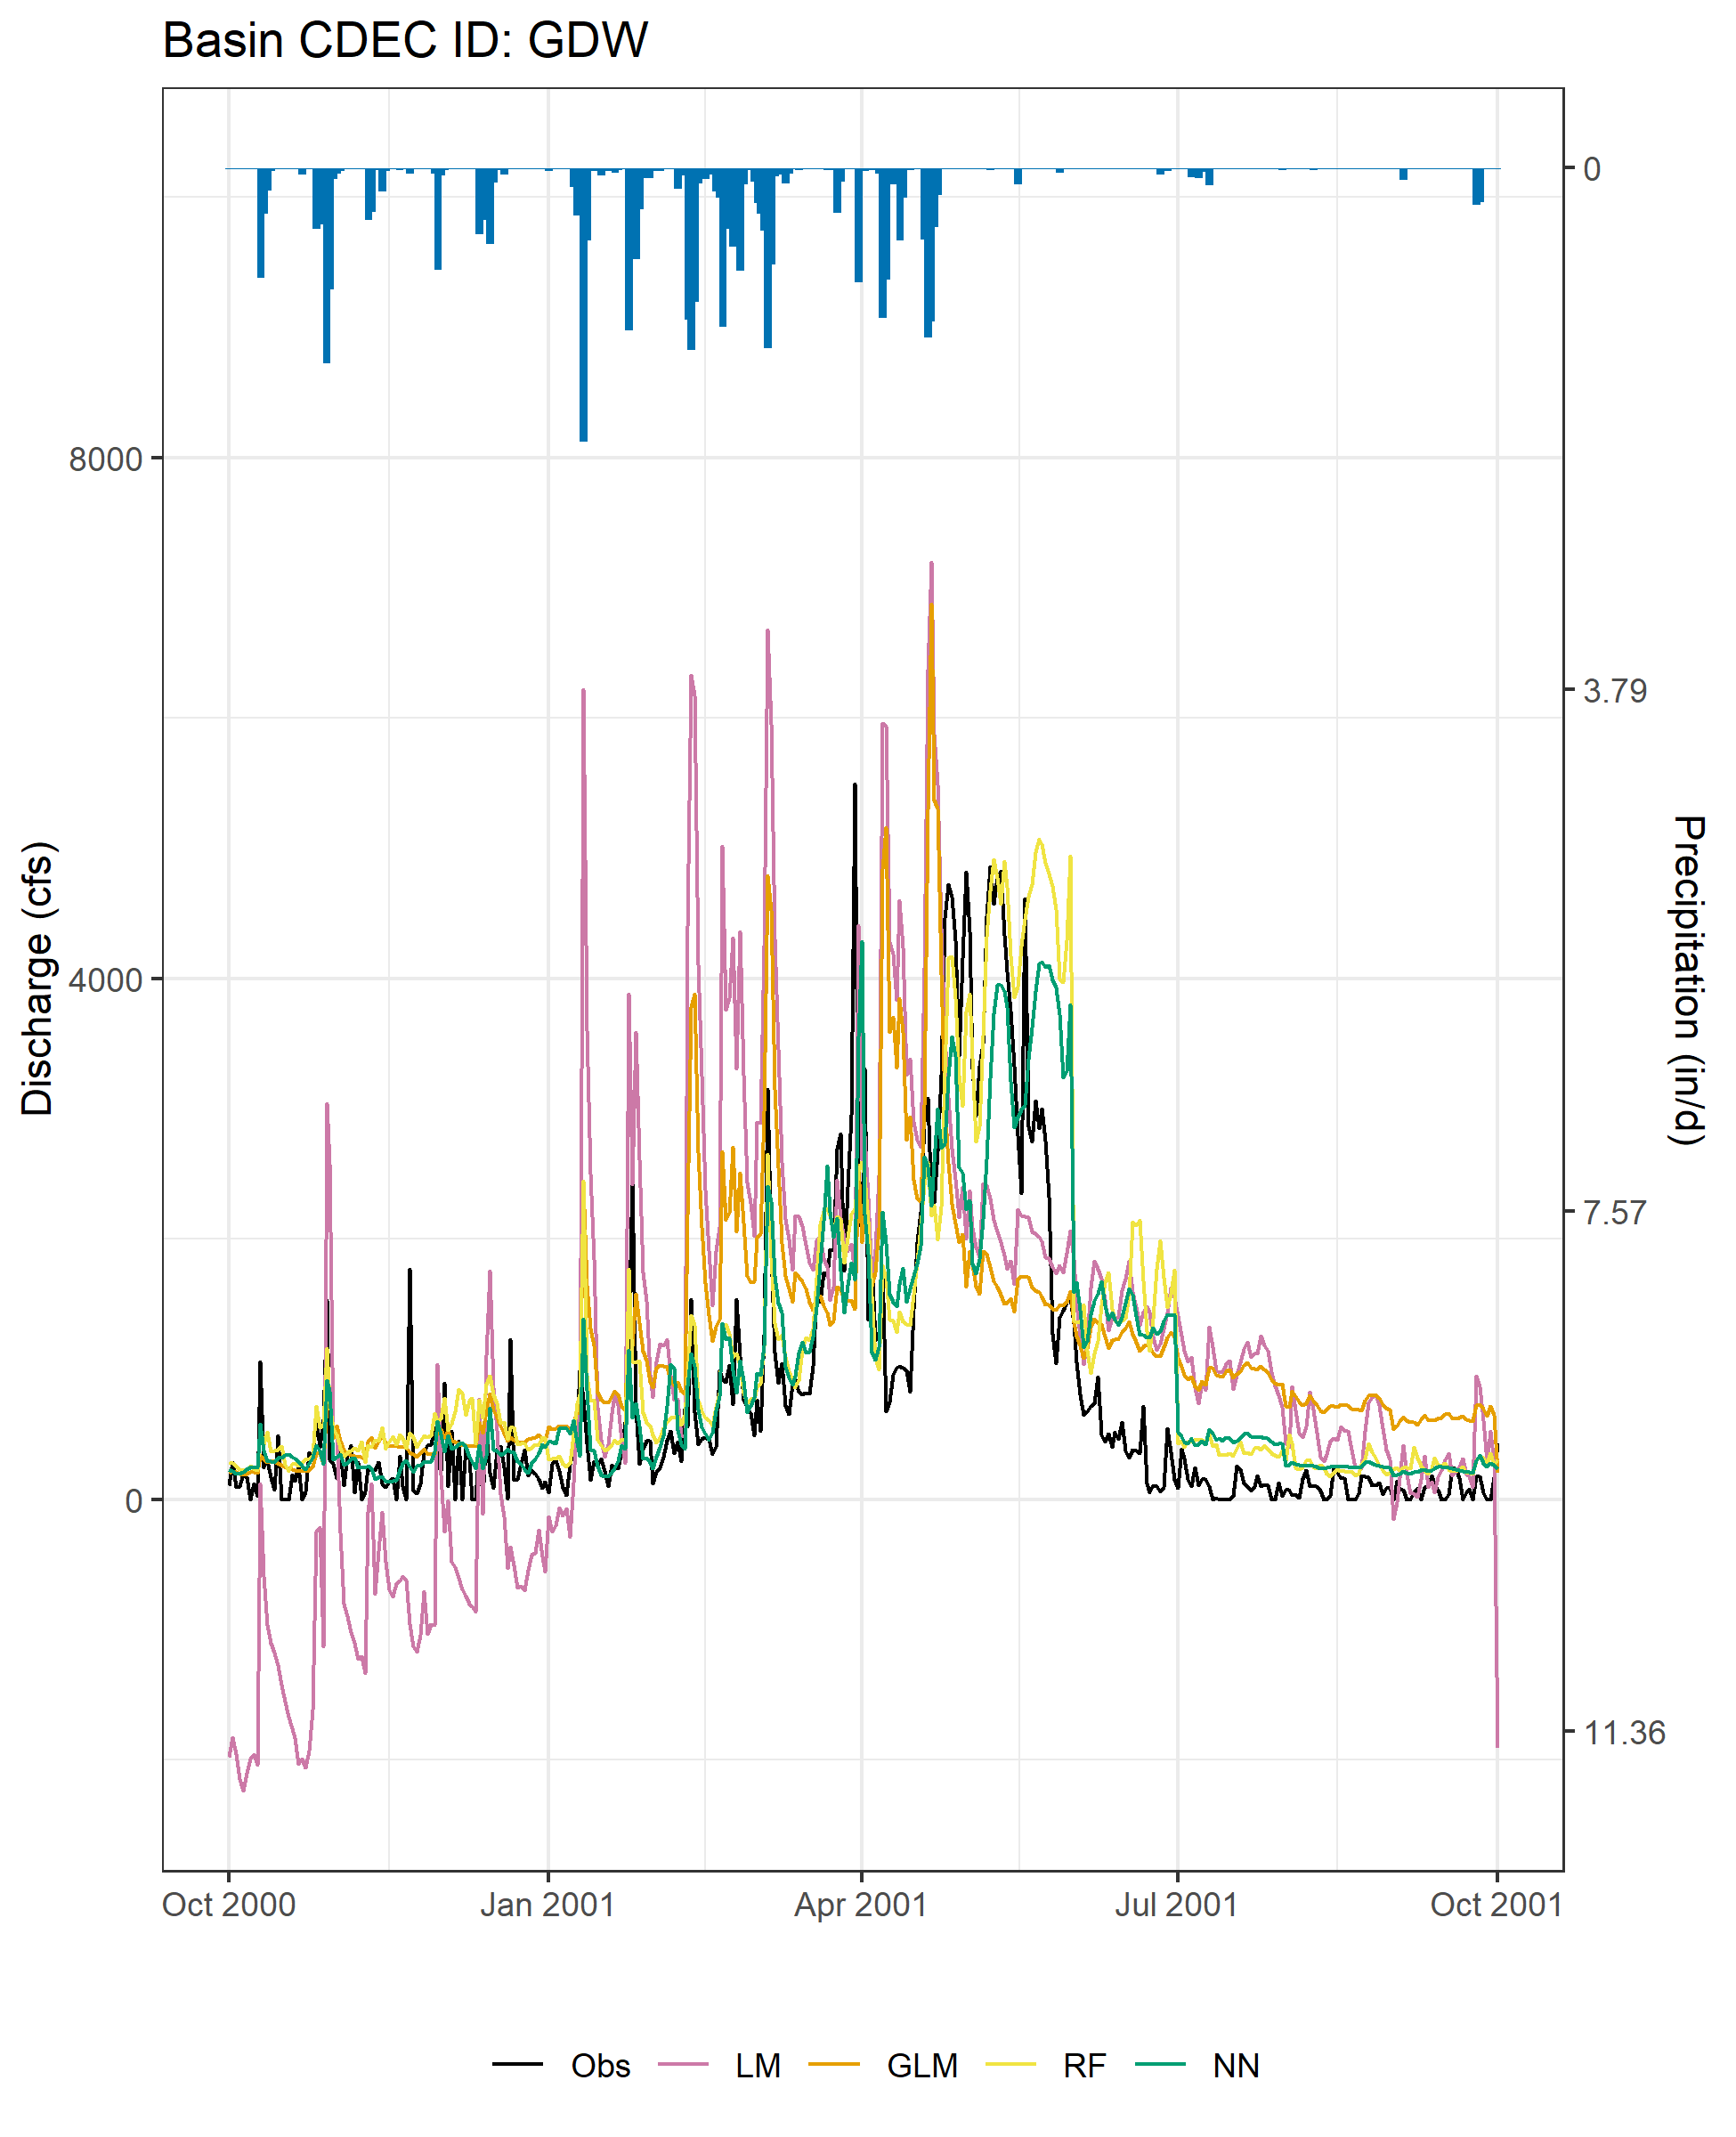 Basin CDEC ID: GDW
0
8000
3.79
Discharge (cfs)
4000
Precipitation (in/d)
7.57
0
11.36
Oct 2000 Jan 2001 Apr 2001 Jul 2001 Oct 2001
Obs LM GLM RF NN